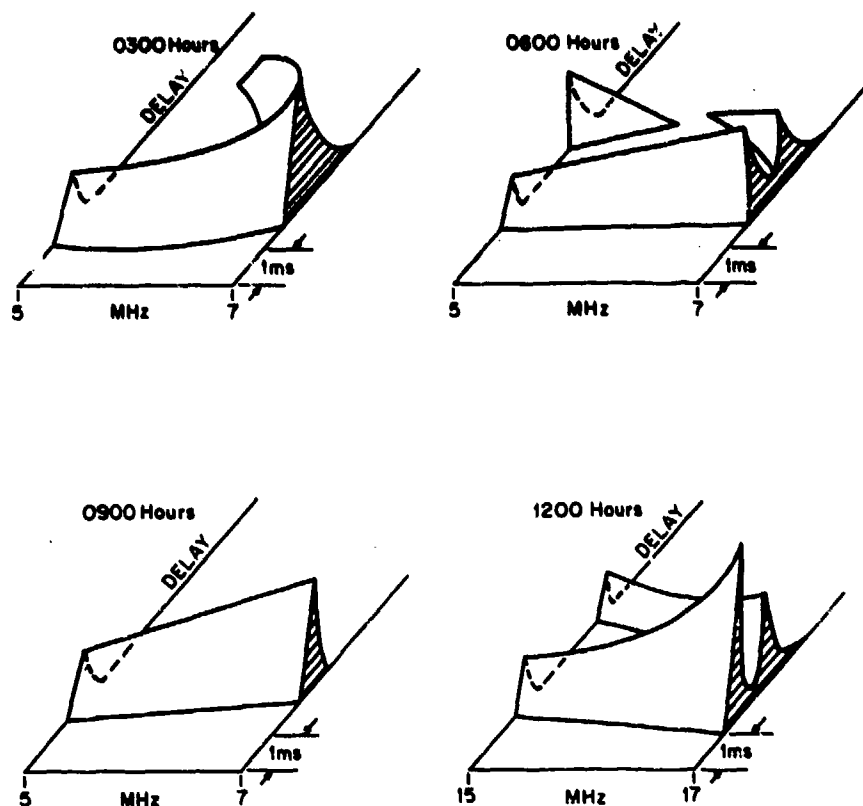 0300 Hours
DELAY
1ms
5 MHz 7
0600 Hours
DELAY
1ms
5 MHz 7
0900 Hours
DELAY
1ms
5 MHz 7
1200 Hours
DELAY
1ms
15 MHz 17